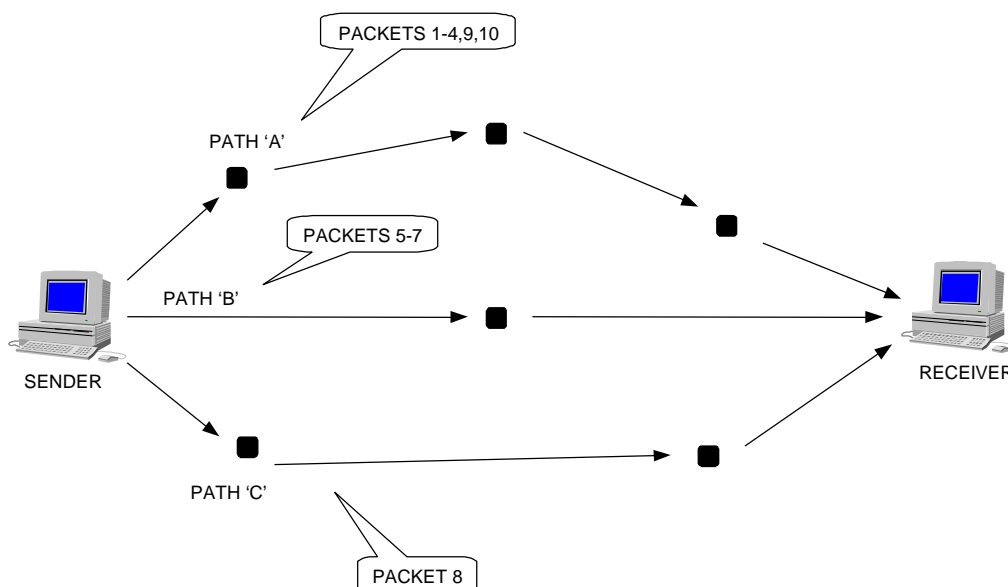 PACKETS 1-4,9,10
PATH ‘A’
PACKETS 5-7
PATH ‘B’
SENDER
RECEIVER
PATH ‘C’
PACKET 8